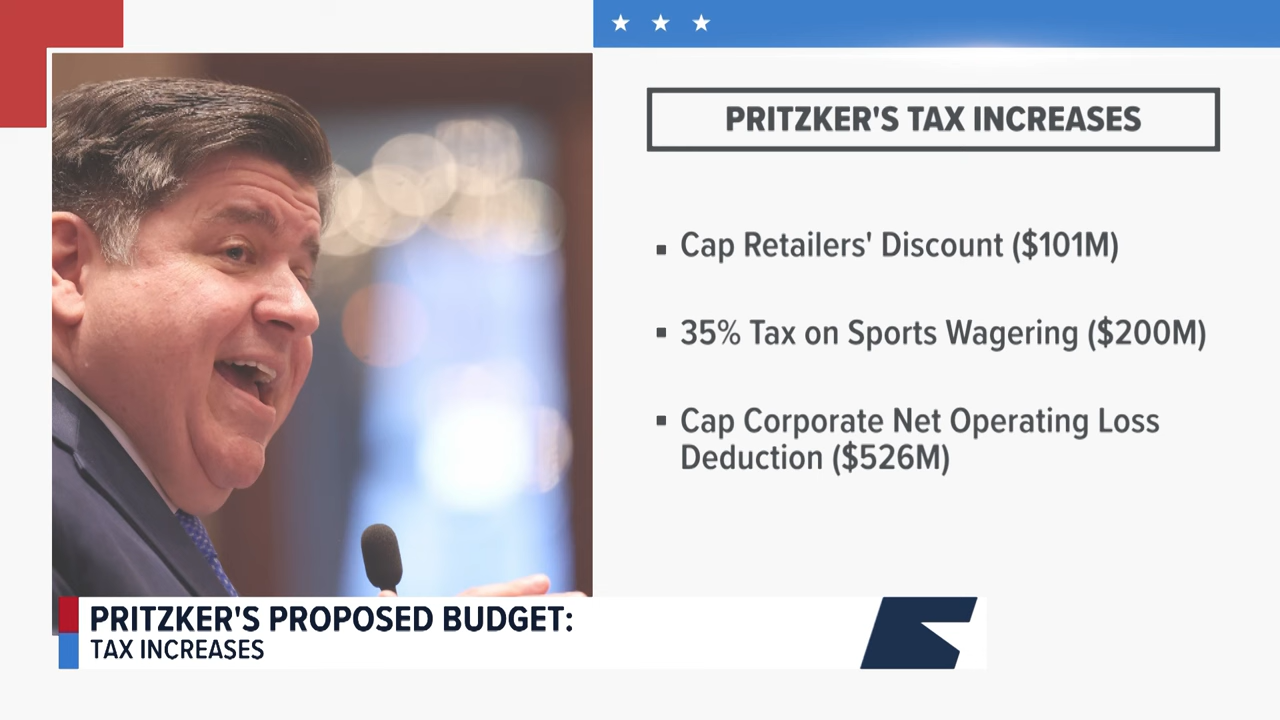 PRITZKER'S TAX INCREASES
▪ Cap Retailers' Discount ($101M)
▪ 35% Tax on Sports Wagering ($200M)
▪ Cap Corporate Net Operating Loss
Deduction ($526M)
PRITZKER'S PROPOSED BUDGET:
TAX INCREASES